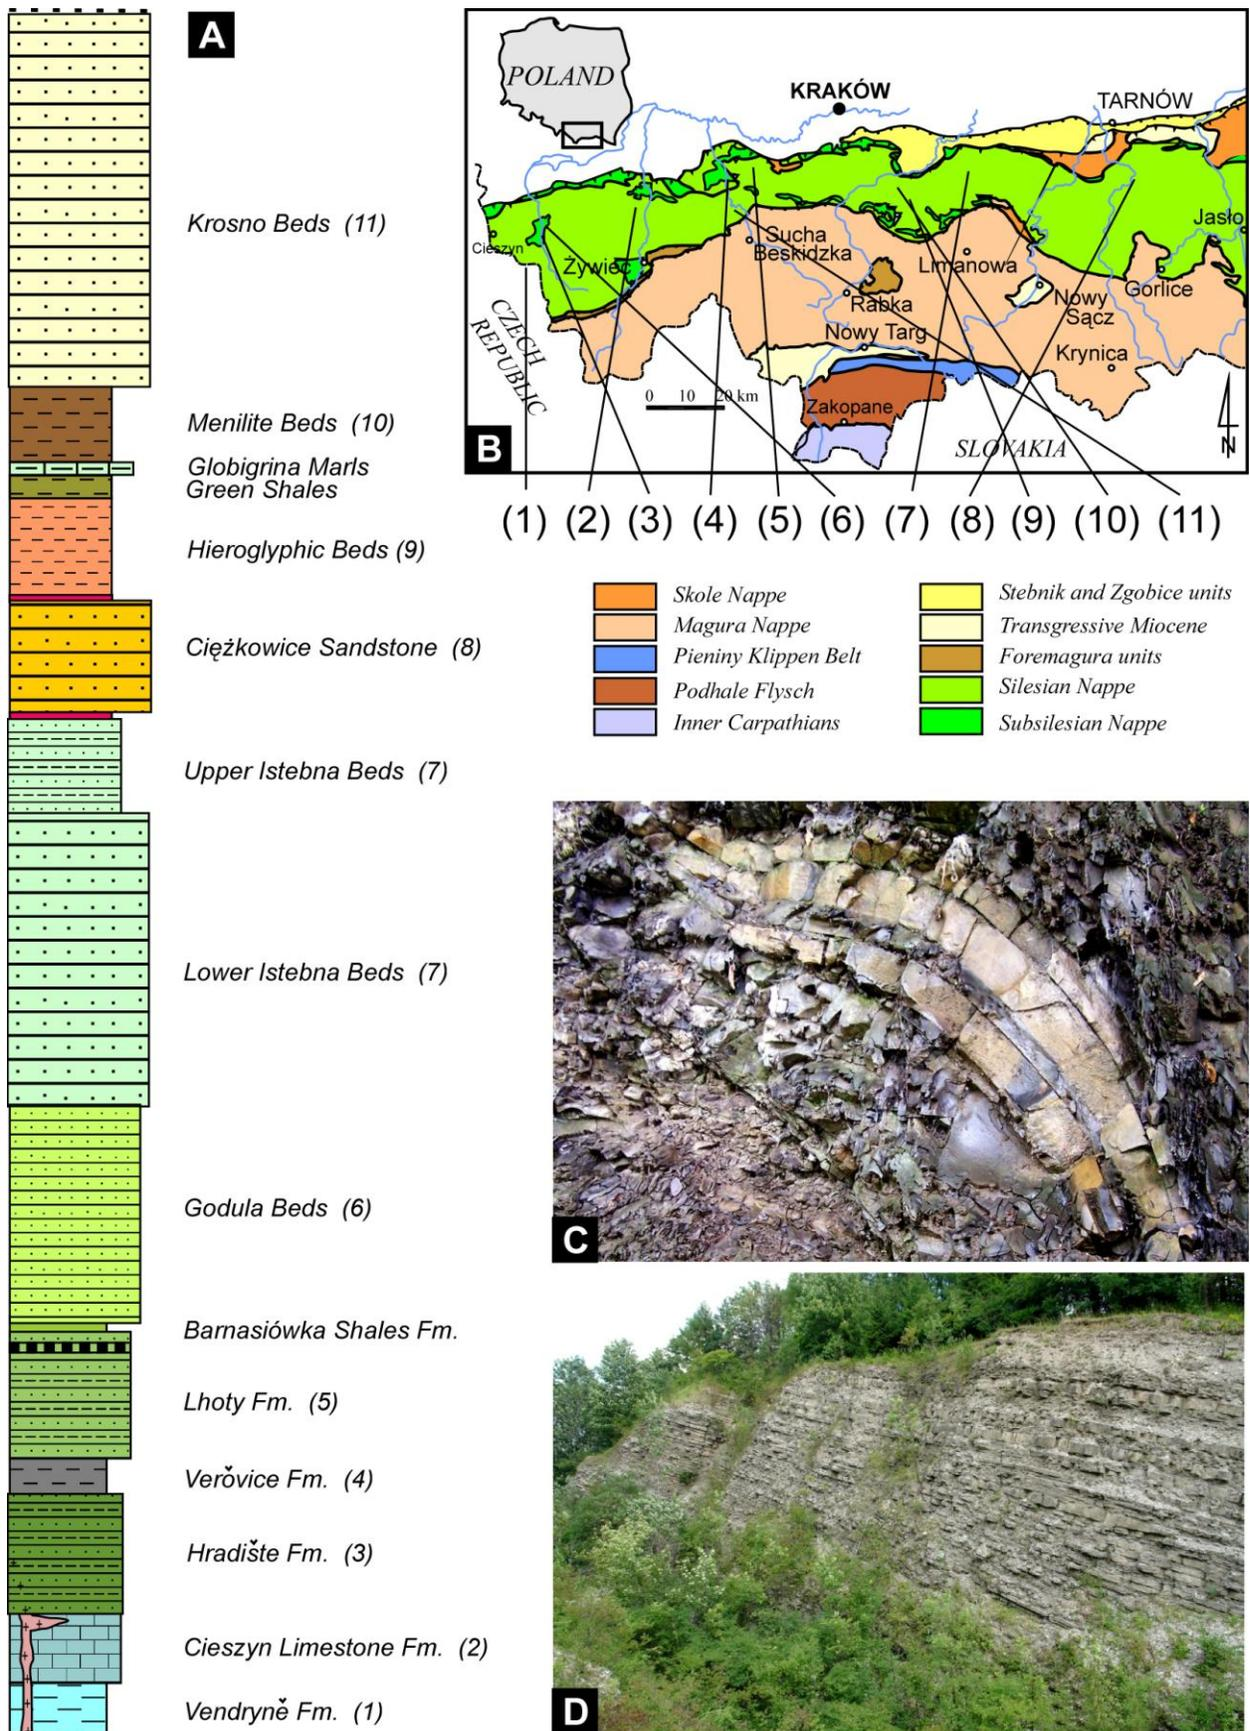 A
Krosno Beds (11)
Menilite Beds (10)
Globigrina Marls
Green Shales
Hieroglyphic Beds (9)
Ciężkowice Sandstone (8)
Upper Istebna Beds (7)
Lower Istebna Beds (7)
Godula Beds (6)
Barnasiówka Shales Fm.
Lhoty Fm. (5)
Verǒvice Fm. (4)
Hradište Fm. (3)
Cieszyn Limestone Fm. (2)
Vendryně Fm. (1)
POLAND
KRAKÓW
TARNÓW
Jasło
Cieszyn
Żywiec
Sucha
Beskidzka
Limanowa
Rabka
Nowy
Sącz
Gorlice
Nowy Targ
Krynica
CZECH
REPUBLIC
0 10 20 km
Zakopane
SLOVAKIA
N
B
(1) (2) (3) (4) (5) (6) (7) (8) (9) (10) (11)
Skole Nappe
Magura Nappe
Pieniny Klippen Belt
Podhale Flysch
Inner Carpathians
Stebnik and Zgobice units
Transgressive Miocene
Foremagura units
Silesian Nappe
Subsilesian Nappe
C
D